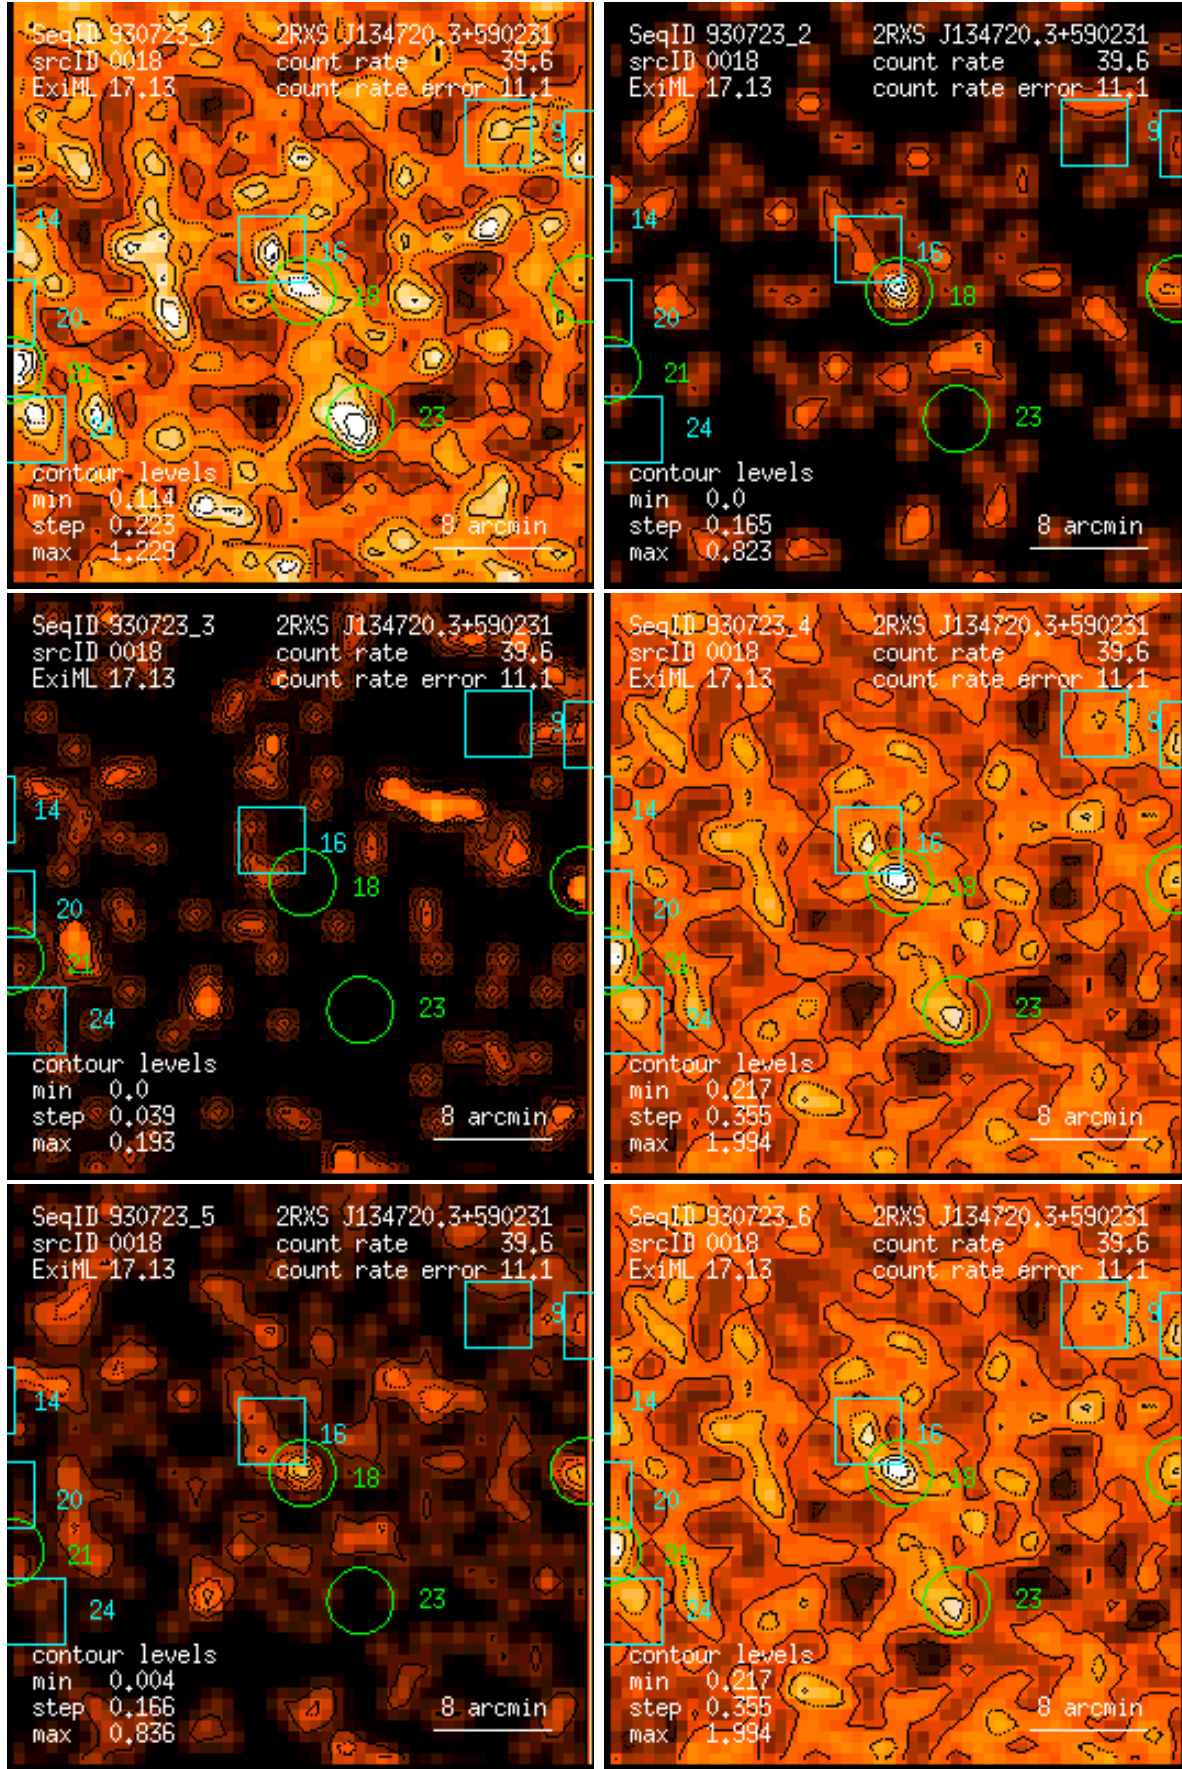 SeqID 930723_1 2RXS J134720.3+590231
srcID 0018 count rate 39.6
ExiML 17.13 count rate error 11.1
9
14
16
18
20
21
23
24
contour levels
min 0.114
step 0.223
max 1.229
8 arcmin
SeqID 930723_2 2RXS J134720.3+590231
srcID 0018 count rate 39.6
ExiML 17.13 count rate error 11.1
9
14
16
18
20
21
23
24
contour levels
min 0.0
step 0.165
max 0.823
8 arcmin
SeqID 930723_3 2RXS J134720.3+590231
srcID 0018 count rate 39.6
ExiML 17.13 count rate error 11.1
9
14
16
18
20
21
23
24
contour levels
min 0.0
step 0.039
max 0.193
8 arcmin
SeqID 930723_4 2RXS J134720.3+590231
srcID 0018 count rate 39.6
ExiML 17.13 count rate error 11.1
9
14
16
18
20
21
23
24
contour levels
min 0.217
step 0.355
max 1.994
8 arcmin
SeqID 930723_5 2RXS J134720.3+590231
srcID 0018 count rate 39.6
ExiML 17.13 count rate error 11.1
9
14
16
18
20
21
23
24
contour levels
min 0.004
step 0.166
max 0.836
8 arcmin
SeqID 930723_6 2RXS J134720.3+590231
srcID 0018 count rate 39.6
ExiML 17.13 count rate error 11.1
9
14
16
18
20
21
23
24
contour levels
min 0.217
step 0.355
max 1.994
8 arcmin